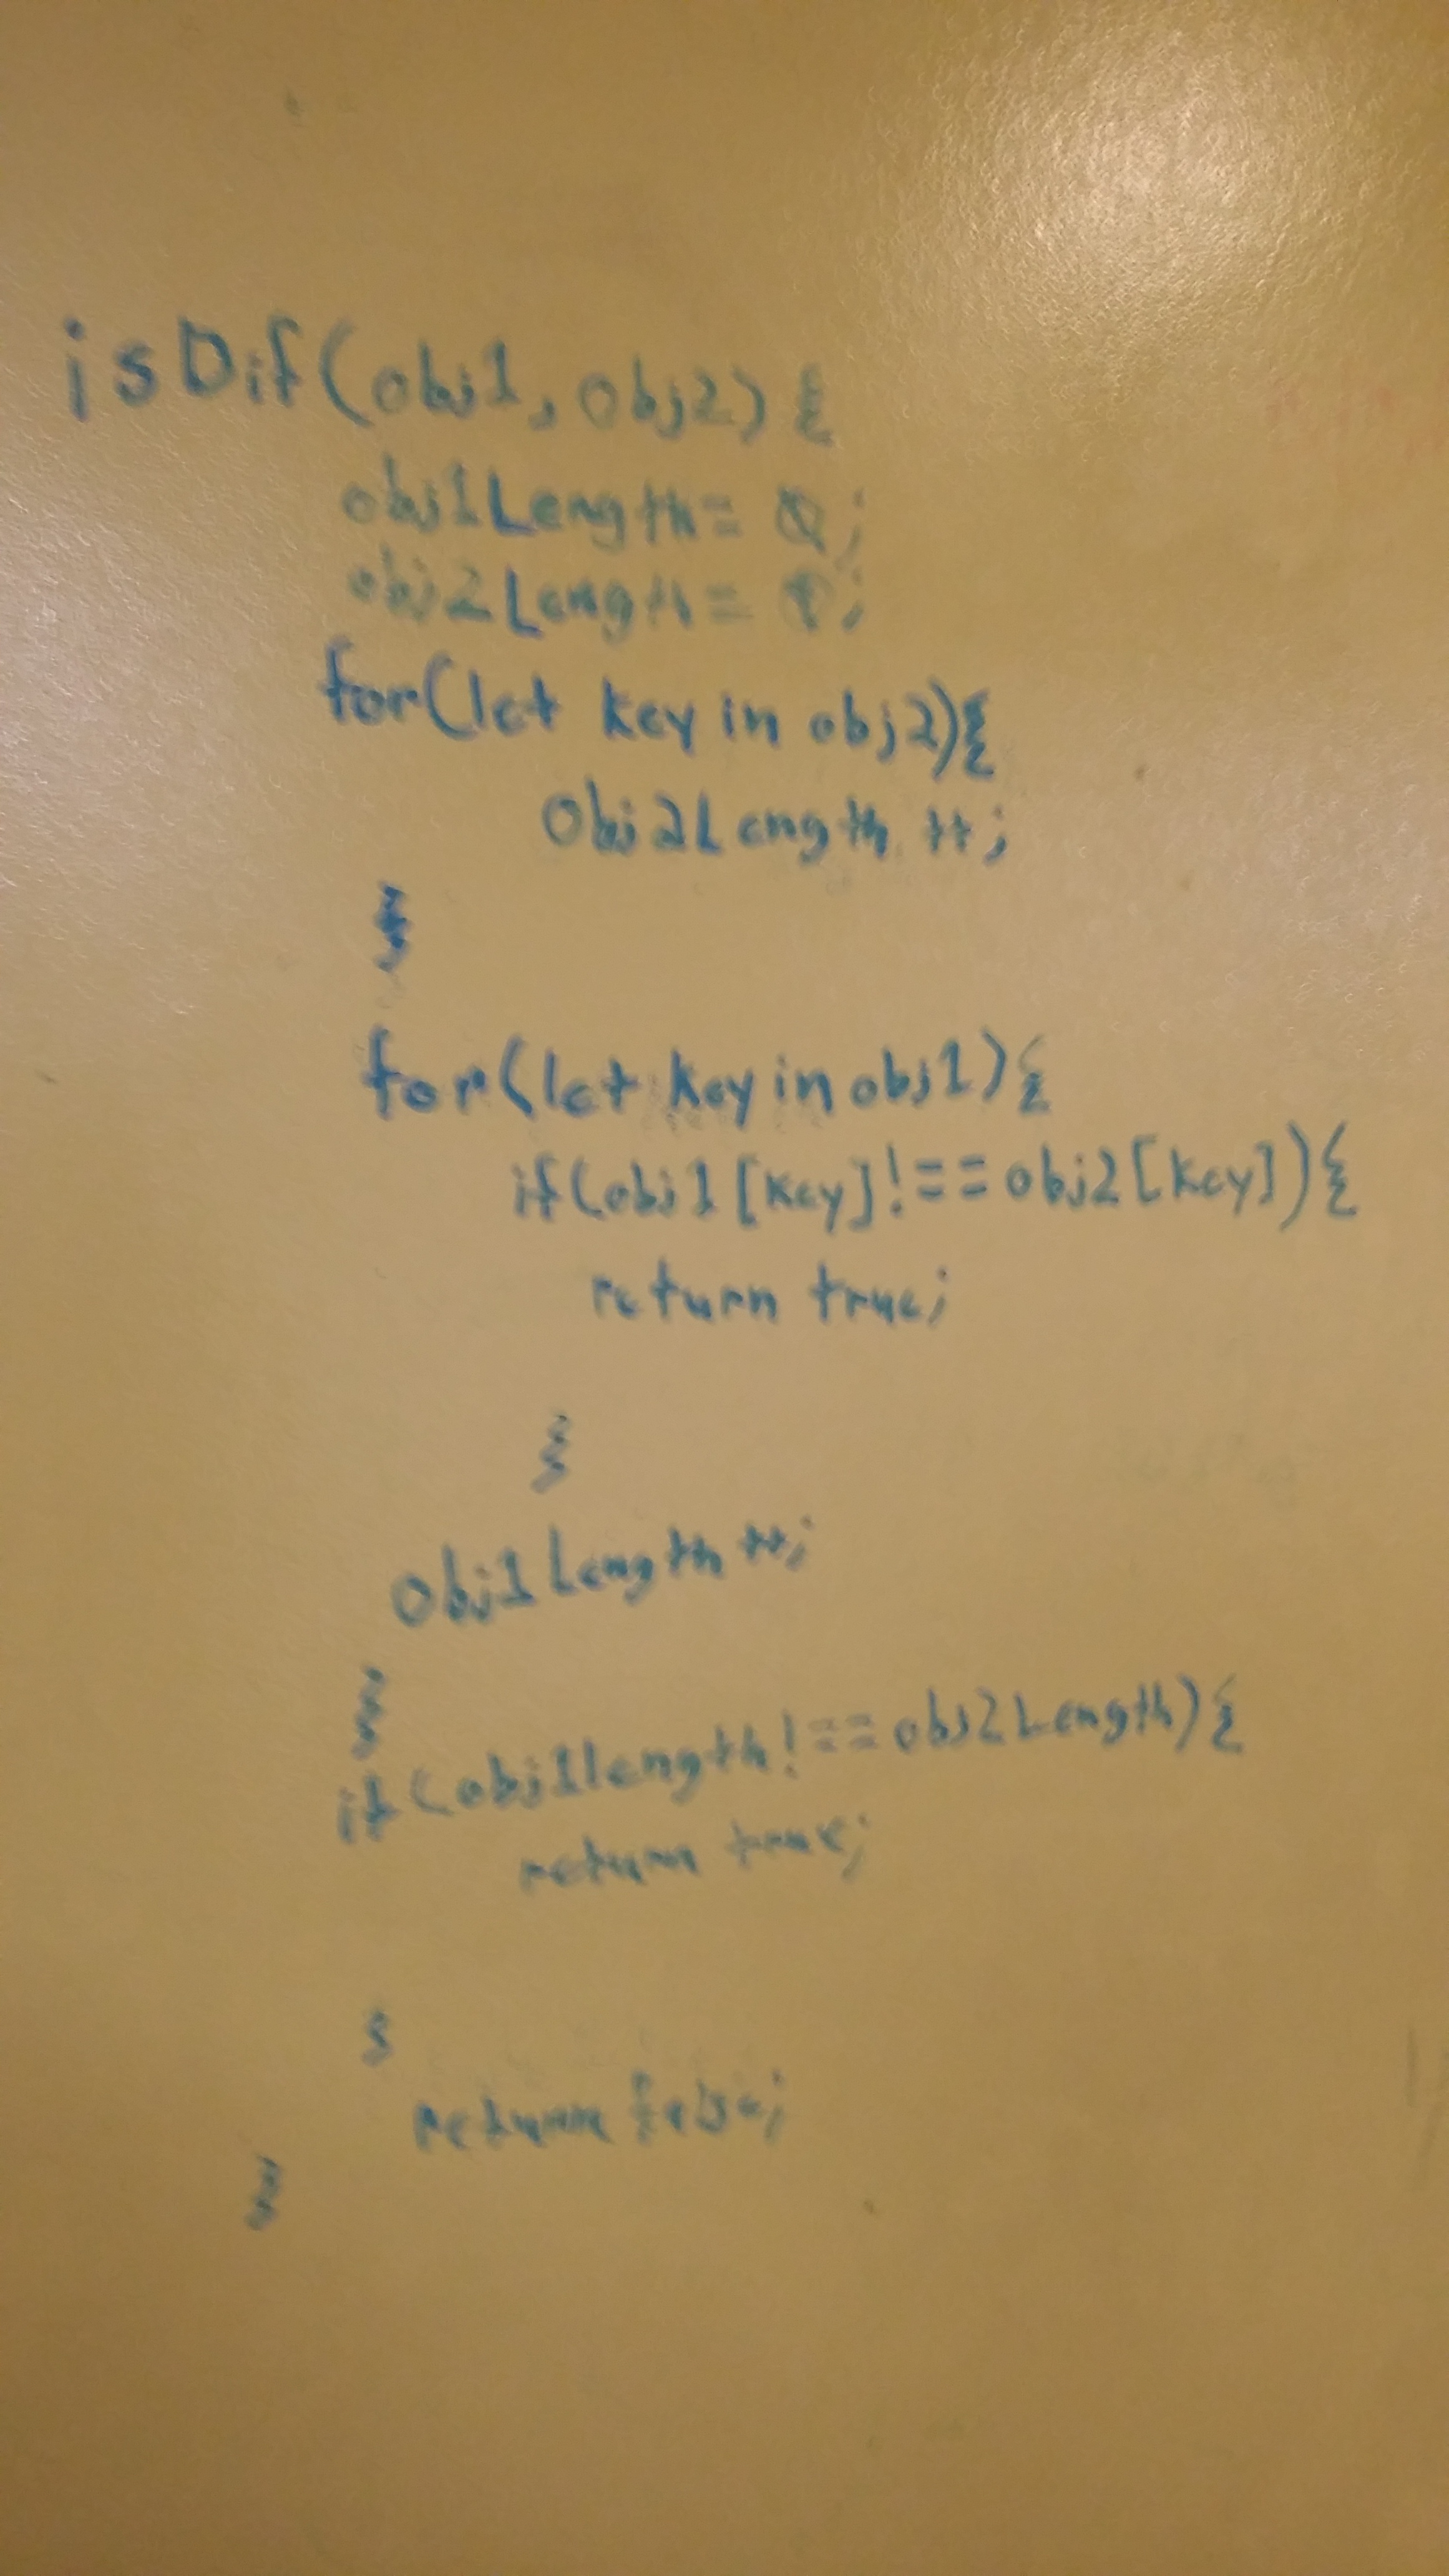 isDif(obj1, obj2) {
obj1Length = 0;
obj2Length = 0;
for(let key in obj2){
Obj2Length ++;
}
for(let key in obj1){
if(obj1[key]!==obj2[key]){
return true;
}
obj1Length ++;
}
if(obj1length!==obj2Length){
return true;
}
return false;
}